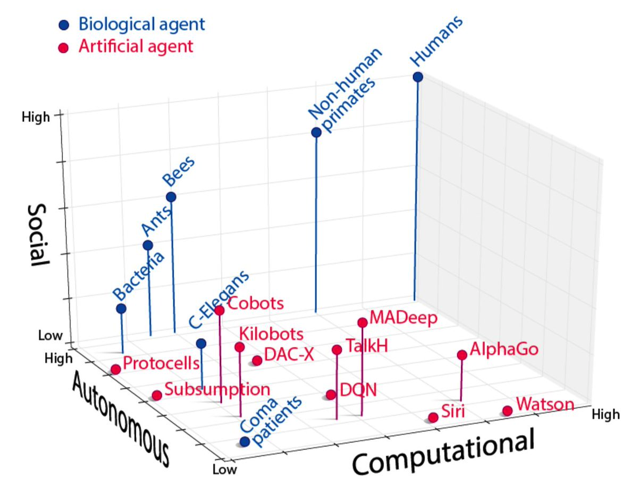 Biological agent
Artificial agent
Humans
Non-human
primates
High
Bees
Ants
Social
Bacteria
C-Elegans
Cobots
MADeep
Low
Kilobots
High
Protocells
DAC-X
TalkH
AlphaGo
Subsumption
DQN
Autonomous
Coma
patients
Siri
Watson
High
Low
Computational